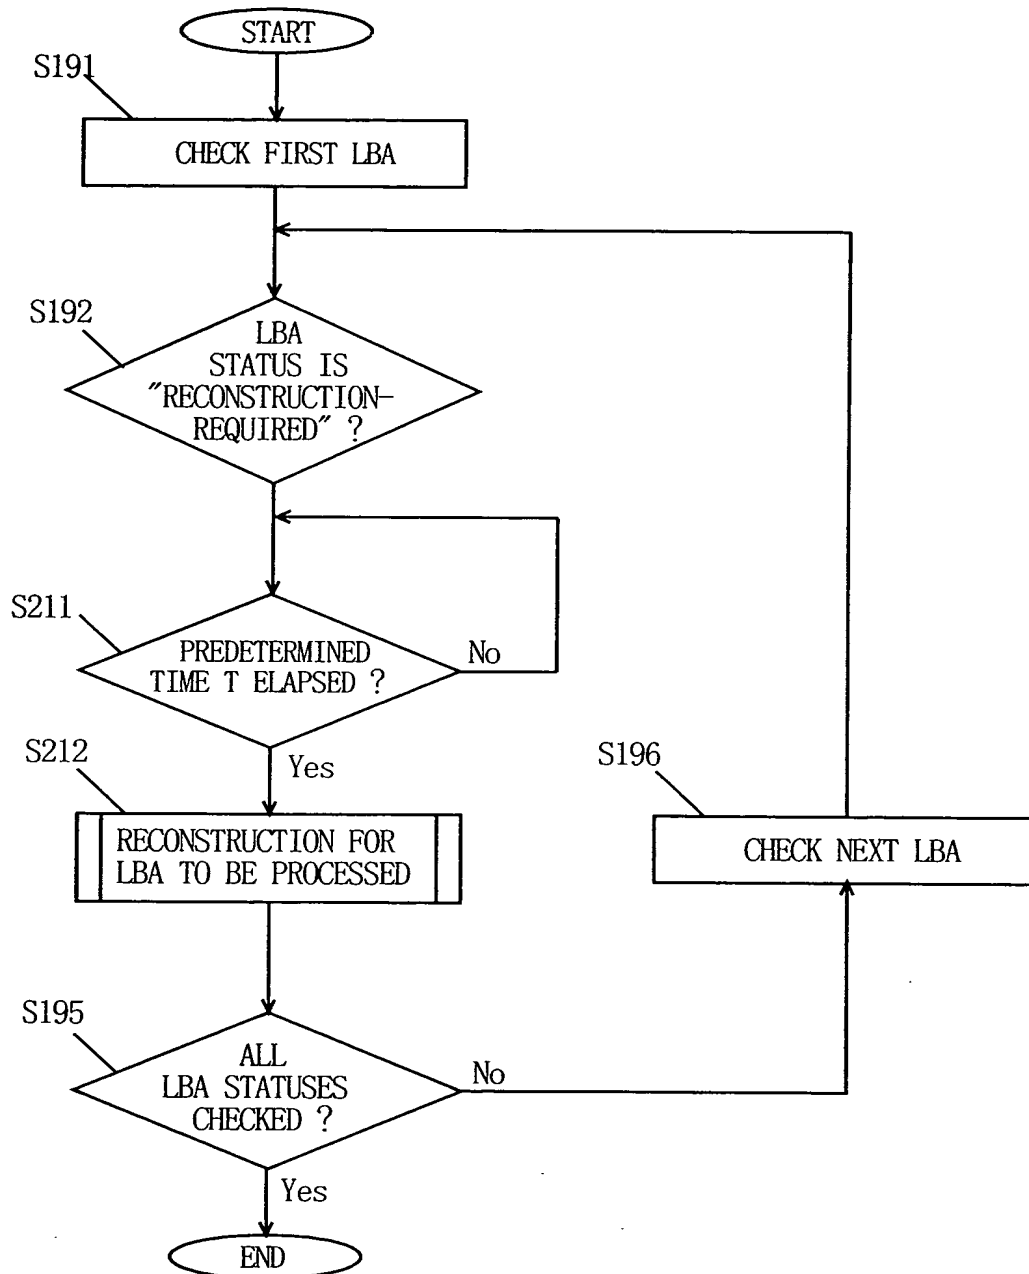 START
S191
CHECK FIRST LBA
S192
LBA
STATUS IS
"RECONSTRUCTION-
REQUIRED" ?
S211
PREDETERMINED
TIME T ELAPSED ?
No
S212
Yes
S196
RECONSTRUCTION FOR
LBA TO BE PROCESSED
CHECK NEXT LBA
S195
ALL
LBA STATUSES
CHECKED ?
No
Yes
END